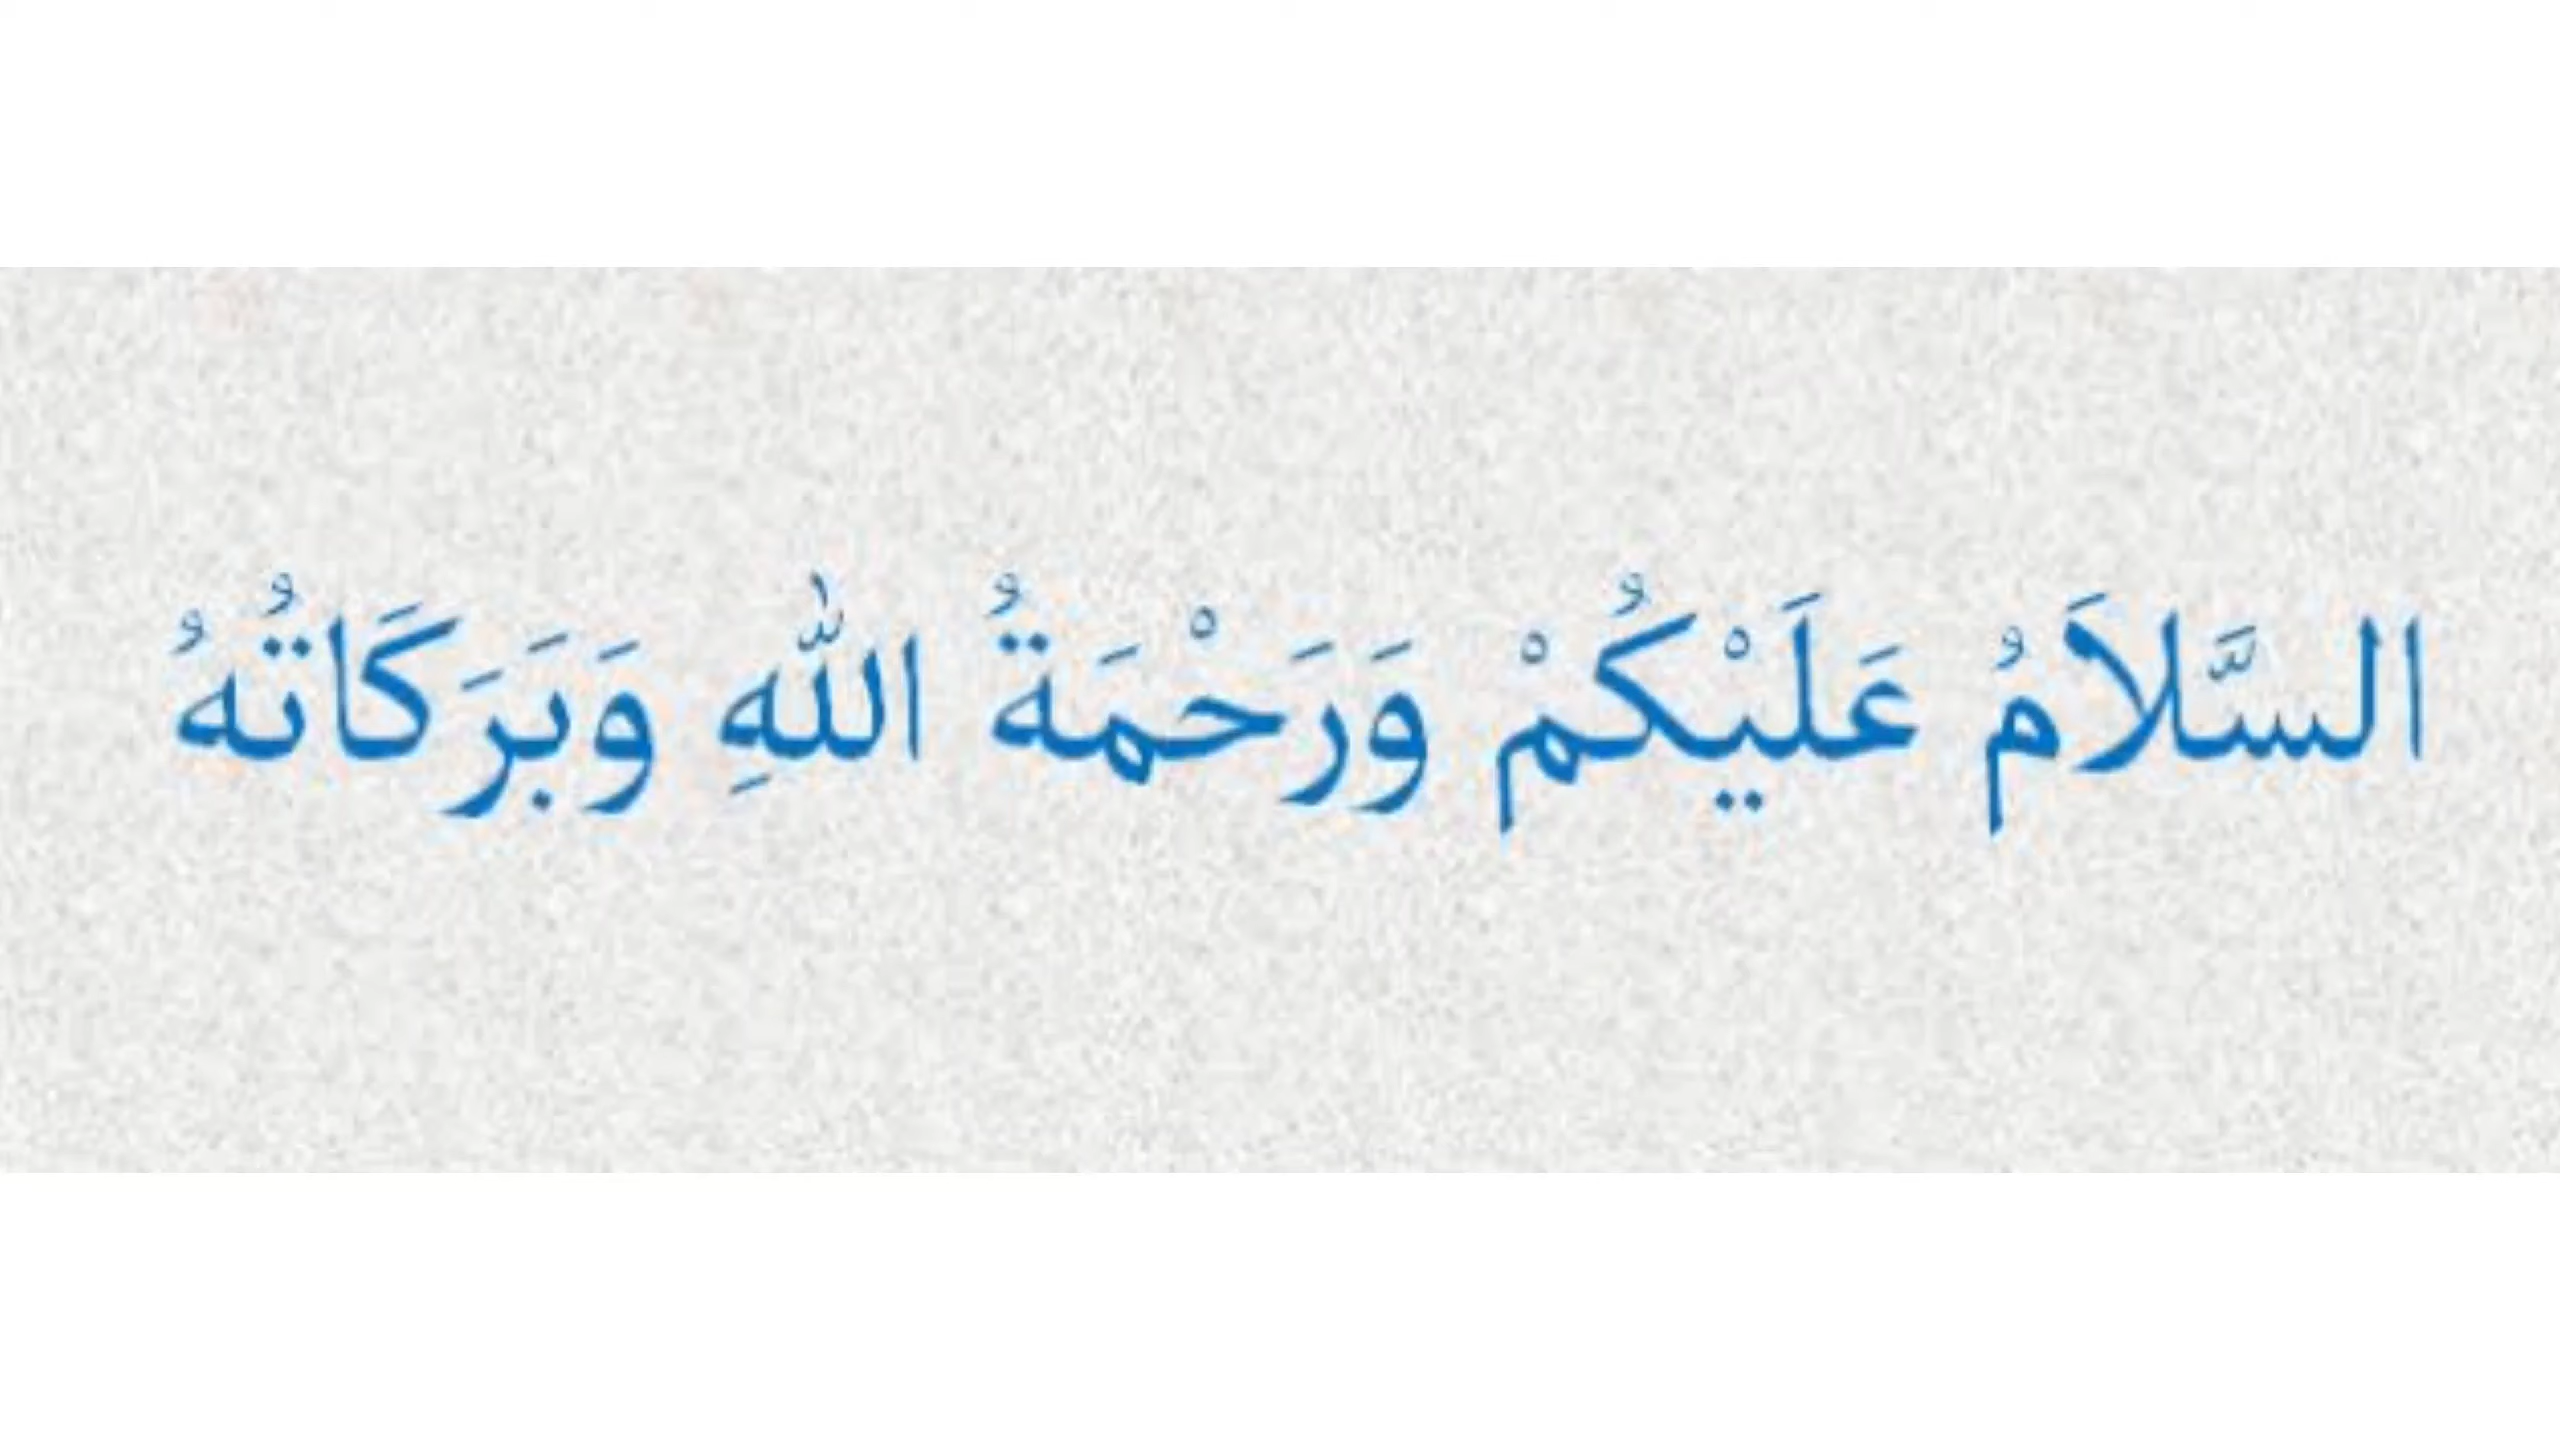 السَّلَامُ عَلَيْكُمْ وَرَحْمَةُ اللّٰهِ وَبَرَكَاتُهُ